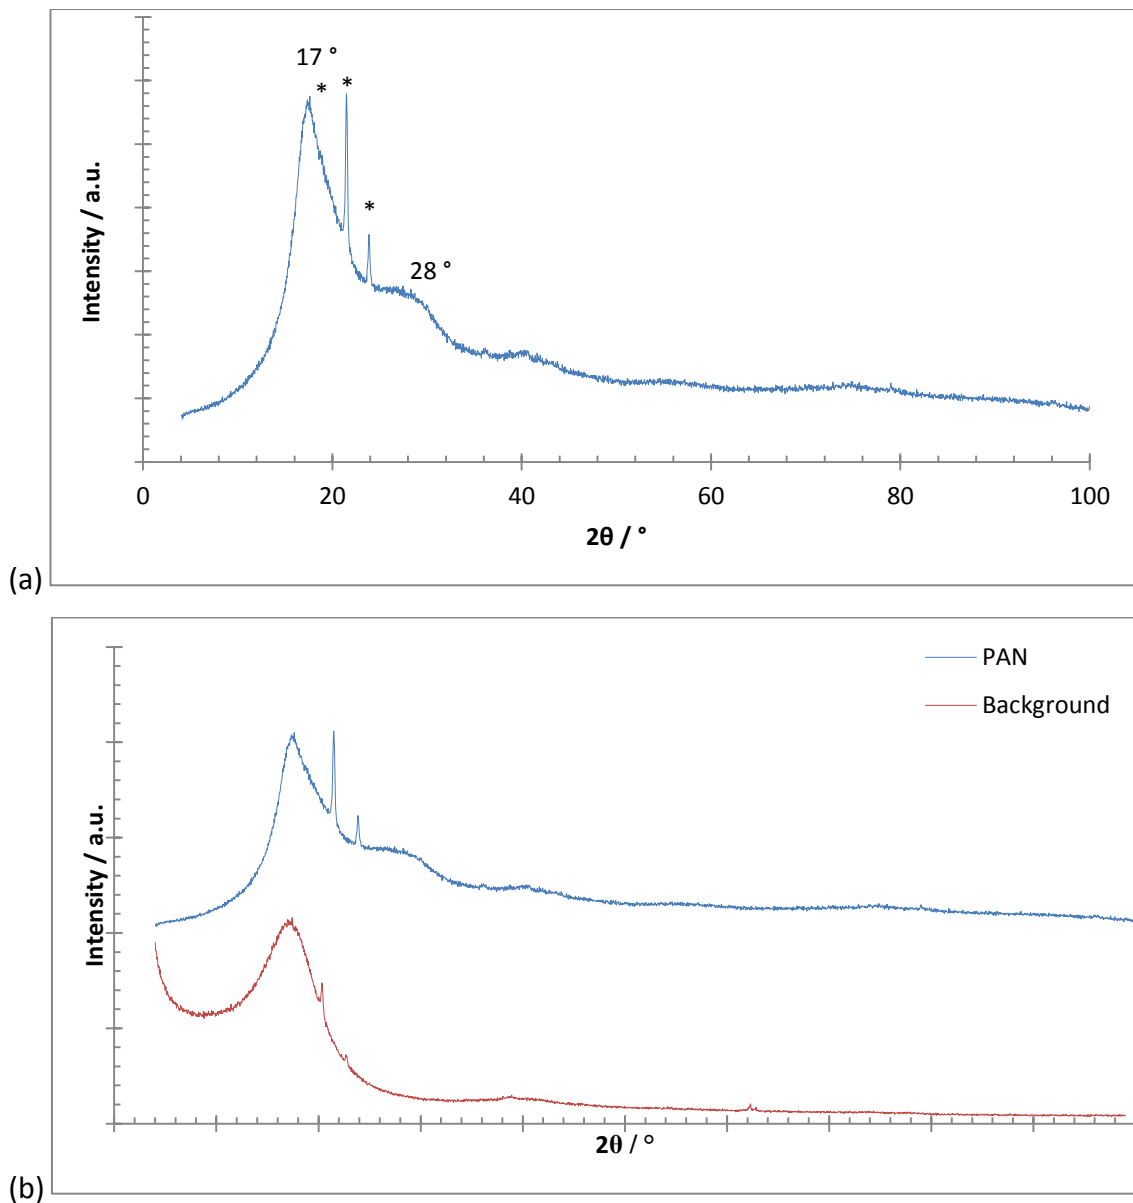 17 °
* *
*
28 °
Intensity / a.u.
0 20 40 60 80 100
2θ / °
(a)
PAN
Background
Intensity / a.u.
2θ / °
(b)